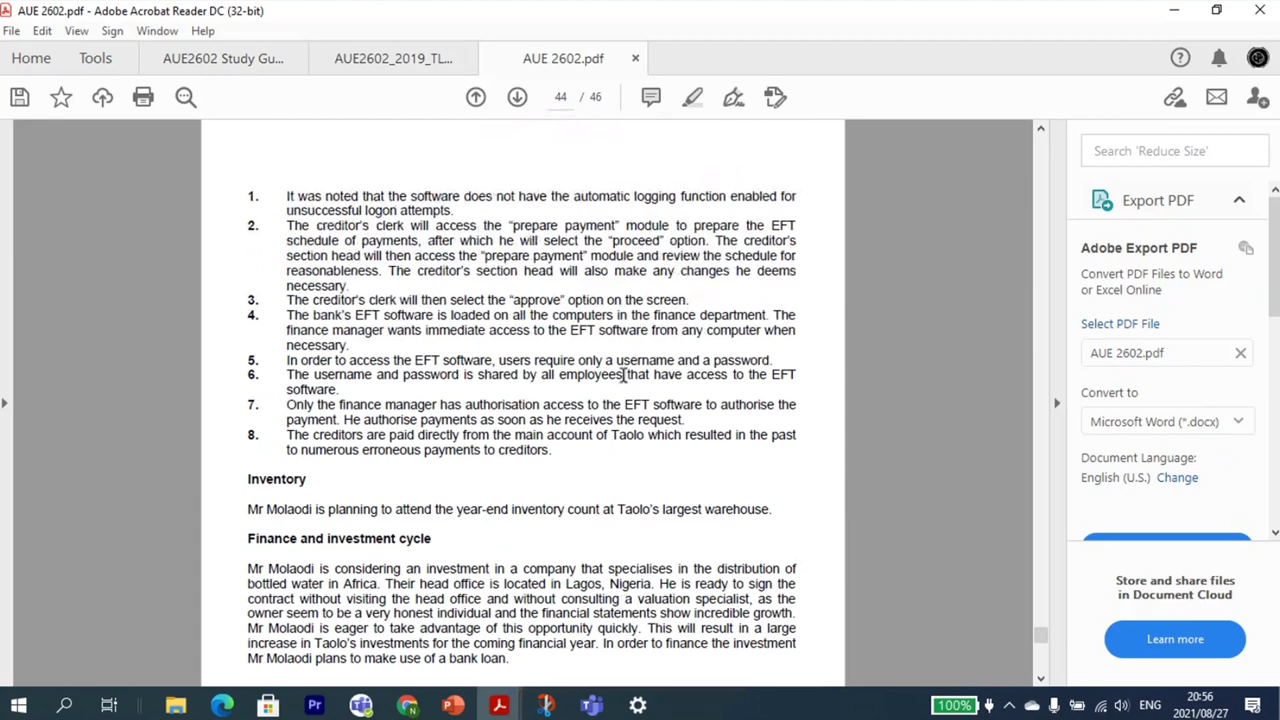 AUE 2602.pdf - Adobe Acrobat Reader DC (32-bit)
File Edit View Sign Window Help
Home Tools AUE2602 Study Gu... AUE2602_2019_TL... AUE 2602.pdf
44 / 46
1. It was noted that the software does not have the automatic logging function enabled for
unsuccessful logon attempts.
2. The creditor's clerk will access the “prepare payment” module to prepare the EFT
schedule of payments, after which he will select the “proceed” option. The creditor's
section head will then access the “prepare payment” module and review the schedule for
reasonableness. The creditor's section head will also make any changes he deems
necessary.
3. The creditor's clerk will then select the “approve” option on the screen.
4. The bank's EFT software is loaded on all the computers in the finance department. The
finance manager wants immediate access to the EFT software from any computer when
necessary.
5. In order to access the EFT software, users require only a username and a password.
6. The username and password is shared by all employees that have access to the EFT
software.
7. Only the finance manager has authorisation access to the EFT software to authorise the
payment. He authorise payments as soon as he receives the request.
8. The creditors are paid directly from the main account of Taolo which resulted in the past
to numerous erroneous payments to creditors.
Inventory
Mr Molaodi is planning to attend the year-end inventory count at Taolo's largest warehouse.
Finance and investment cycle
Mr Molaodi is considering an investment in a company that specialises in the distribution of
bottled water in Africa. Their head office is located in Lagos, Nigeria. He is ready to sign the
contract without visiting the head office and without consulting a valuation specialist, as the
owner seem to be a very honest individual and the financial statements show incredible growth.
Mr Molaodi is eager to take advantage of this opportunity quickly. This will result in a large
increase in Taolo's investments for the coming financial year. In order to finance the investment
Mr Molaodi plans to make use of a bank loan.
Search 'Reduce Size'
Export PDF
Adobe Export PDF
Convert PDF Files to Word
or Excel Online
Select PDF File
AUE 2602.pdf
Convert to
Microsoft Word (*.docx)
Document Language:
English (U.S.) Change
Store and share files
in Document Cloud
Learn more
Pr
100%
ENG
20:56
2021/08/27